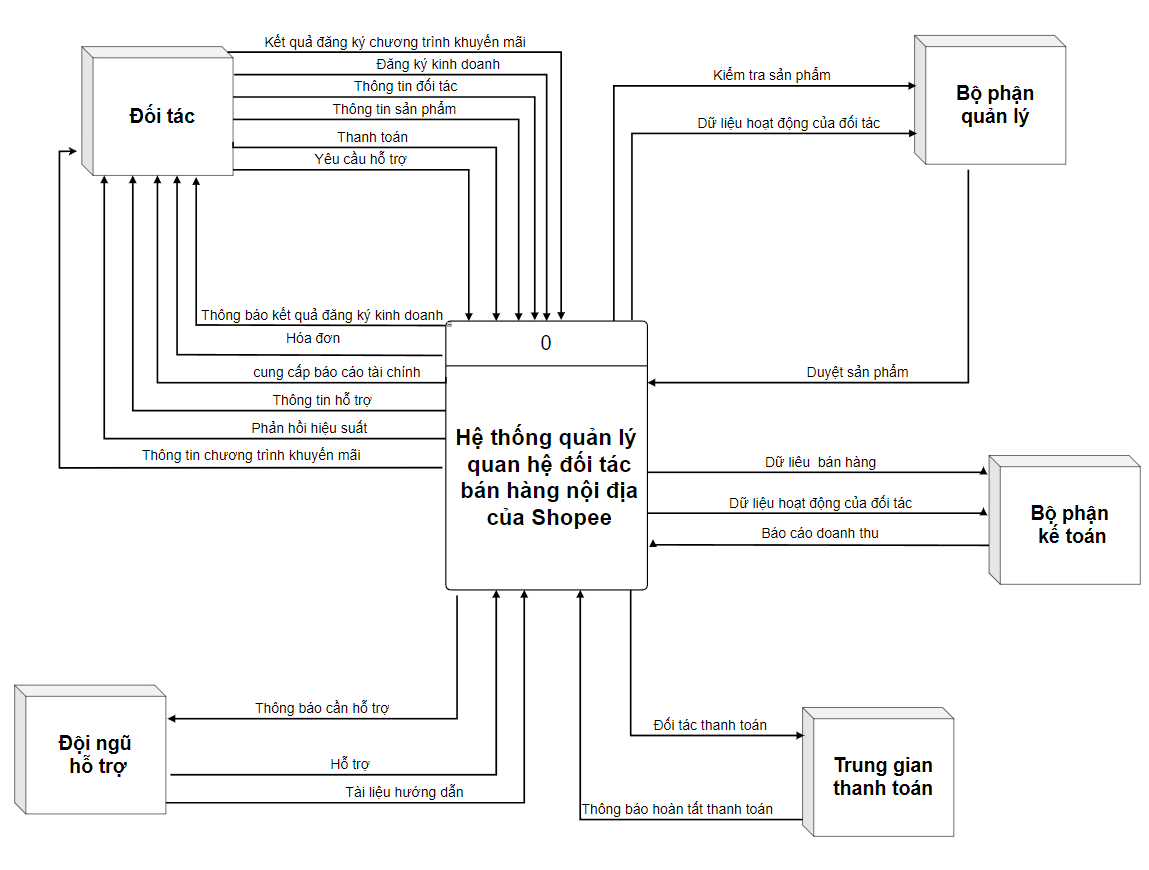 Kết quả đăng ký chương trình khuyến mãi
Đăng ký kinh doanh
Thông tin đối tác
Thông tin sản phẩm
Thanh toán
Yêu cầu hỗ trợ
Đối tác
Kiểm tra sản phẩm
Dữ liệu hoạt động của đối tác
Bộ phận
quản lý
Thông báo kết quả đăng ký kinh doanh
Hóa đơn
cung cấp báo cáo tài chính
Thông tin hỗ trợ
Phản hồi hiệu suất
Thông tin chương trình khuyến mãi
0
Hệ thống quản lý
quan hệ đối tác
bán hàng nội địa
của Shopee
Duyệt sản phẩm
Dữ liêu bán hàng
Dữ liệu hoạt động của đối tác
Báo cáo doanh thu
Bộ phận
kế toán
Thông báo cần hỗ trợ
Hỗ trợ
Tài liệu hướng dẫn
Đội ngũ
hỗ trợ
Đối tác thanh toán
Thông báo hoàn tất thanh toán
Trung gian
thanh toán